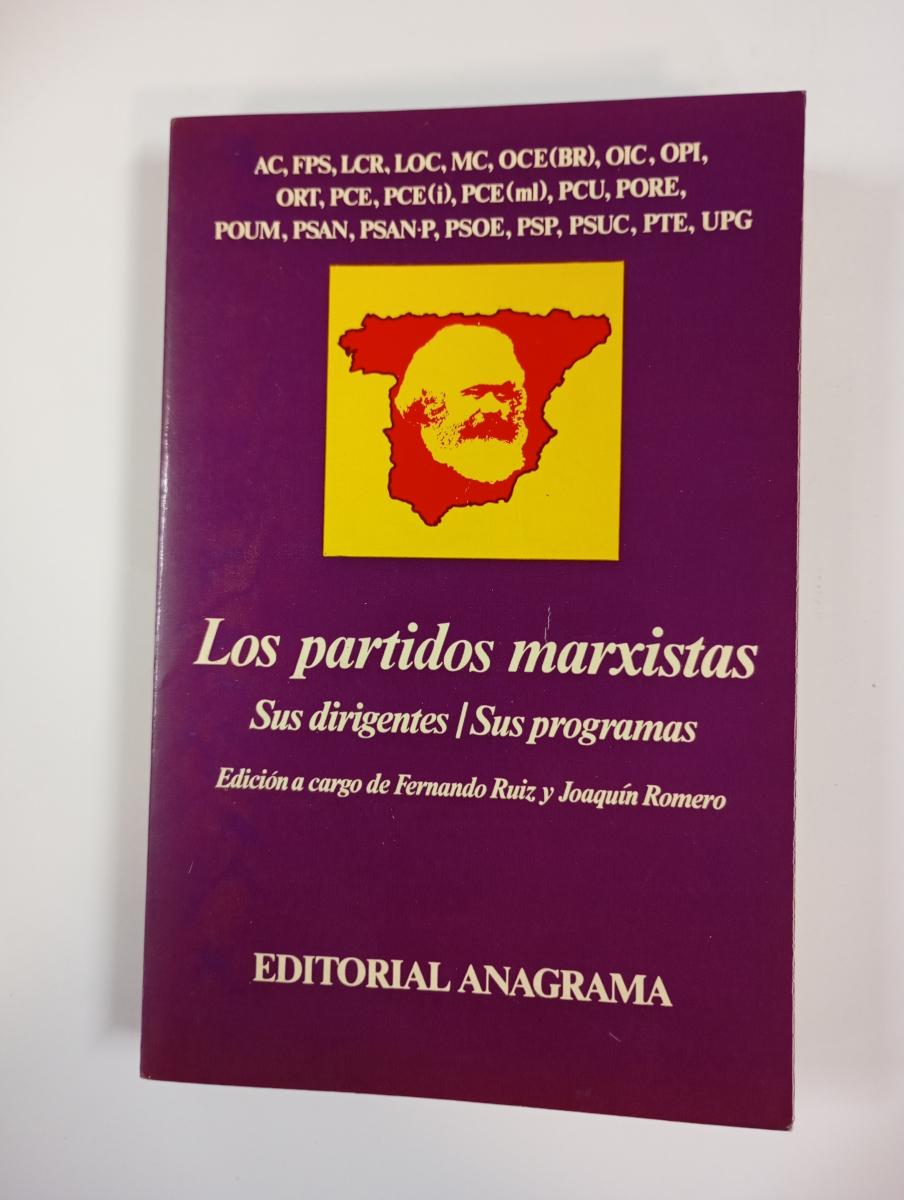 AC, FPS, LCR, LOC, MC, OCE(BR), OIC, OPI,
ORT, PCE, PCE(i), PCE(ml), PCU, PORE,
POUM, PSAN, PSAN-P, PSOE, PSP, PSUC, PTE, UPG
Los partidos marxistas
Sus dirigentes / Sus programas
Edición a cargo de Fernando Ruiz y Joaquín Romero
EDITORIAL ANAGRAMA